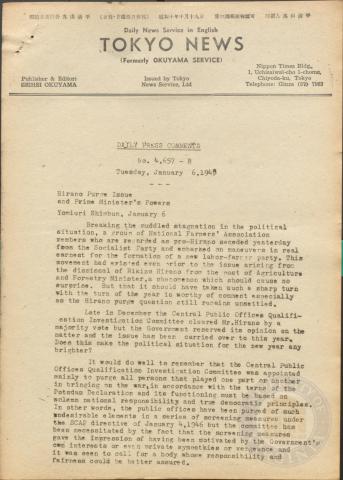 Daily News Service in English
TOKYO NEWS
(Formerly OKUYAMA SERVICE)
Publisher & Editor:
SEIHEI OKUYAMA
Issued by Tokyo
News Service, Ltd
Nippon Times Bldg.,
1, Uchisaiwai-cho 1-chome,
Chiyoda-ku, Tokyo
Telephone: Ginza (57)
DAILY PRESS COMMENTS
No. 4,657 - B
Tuesday, January 6, 1948
- - -
Hirano Purge Issue
and Prime Minister's Powers
Yomiuri Shimbun, January 6
Breaking the muddled stagnation in the political
situation, a group of National Farmers' Association
members who are regarded as pro-Hirano seceded yesterday
from the Socialist Party and embarked on maneuvers in real
earnest for the formation of a new labor-farmer party. This
movement had existed even prior to the issue arising from
the dismissal of Rikizo Hirano from the post of Agriculture
and Forestry Minister, a phenomenon which should cause no
surprise. But that it should have taken such a sharp turn
with the turn of the year is worthy of comment especially
as the Hirano purge question still remains unsettled.
Late in December the Central Public Offices Qualifi-
cation Investigation Committee cleared Mr. Hirano by a
majority vote but the Government reserved its opinion on the
matter and the issue has been carried over to this year.
Does this make the political situation for the new year any
brighter?
It would do well to remember that the Central Public
Offices Qualification Investigation Committee was appointed
mainly to purge all persons that played one part or another
in bringing on the war, in accordance with the terms of the
Potsdam Declaration and its functioning must be based on
solemn national responsibility and true democratic principles.
In other words, the public offices have been purged of such
undesirable elements in a series of screening measures under
the SCAP directive of January 4, 1946 but the committee has
been necessitated by the fact that the screening measures
gave the impression of having been motivated by the Government's
own interests or even private sympathies or vengeance and
it was seen to call for a body whose responsibility and
fairness could be better assured.